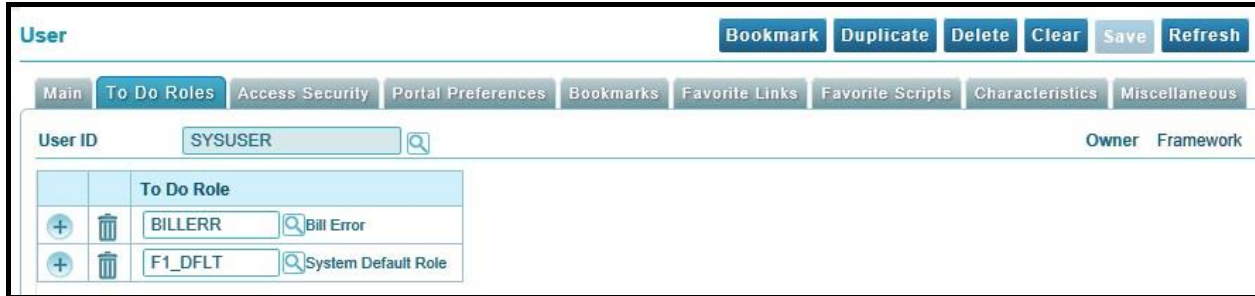 User Bookmark Duplicate Delete Clear Save Refresh
Main To Do Roles Access Security Portal Preferences Bookmarks Favorite Links Favorite Scripts Characteristics Miscellaneous
User ID SYSUSER Owner Framework
To Do Role
BILLERR Bill Error
F1_DFLT System Default Role